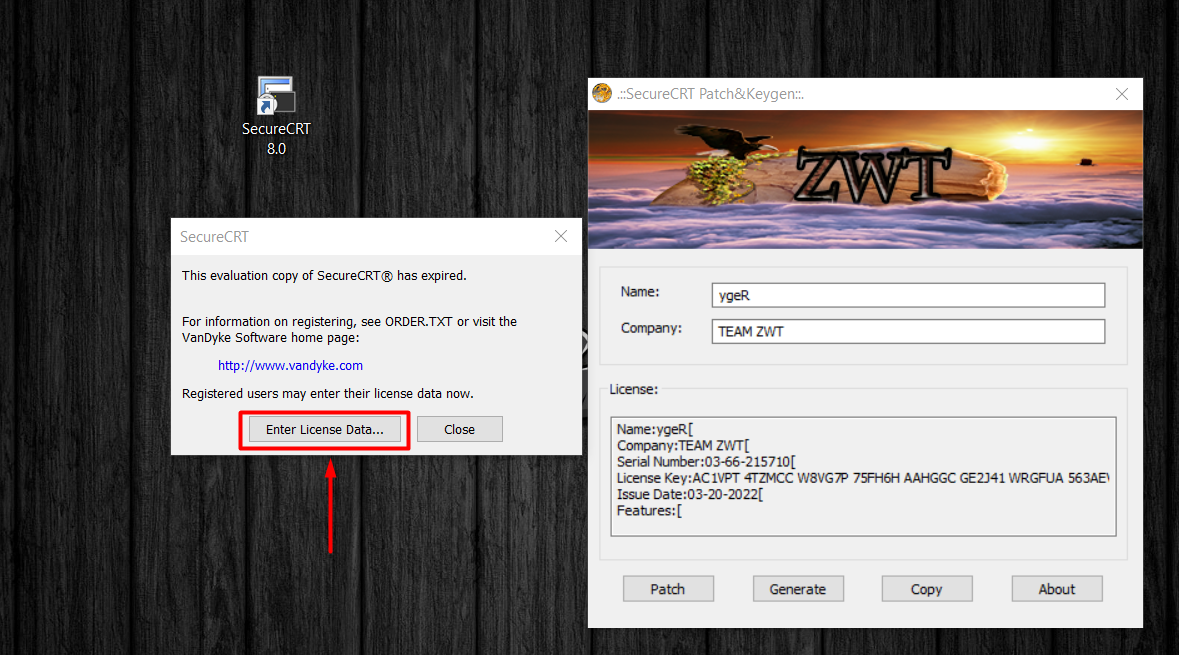 SecureCRT
8.0
SecureCRT
This evaluation copy of SecureCRT® has expired.
For information on registering, see ORDER.TXT or visit the
VanDyke Software home page:
http://www.vandyke.com
Registered users may enter their license data now.
Enter License Data...
Close
.::SecureCRT Patch&Keygen::.
ZWT
Name:
ygeR
Company:
TEAM ZWT
License:
Name:ygeR[
Company:TEAM ZWT[
Serial Number:03-66-215710[
License Key:AC1VPT 4TZMCC W8VG7P 75FH6H AAHGGC GE2J41 WRGFUA
Issue Date:03-20-2022[
Features:[
Patch
Generate
Copy
About